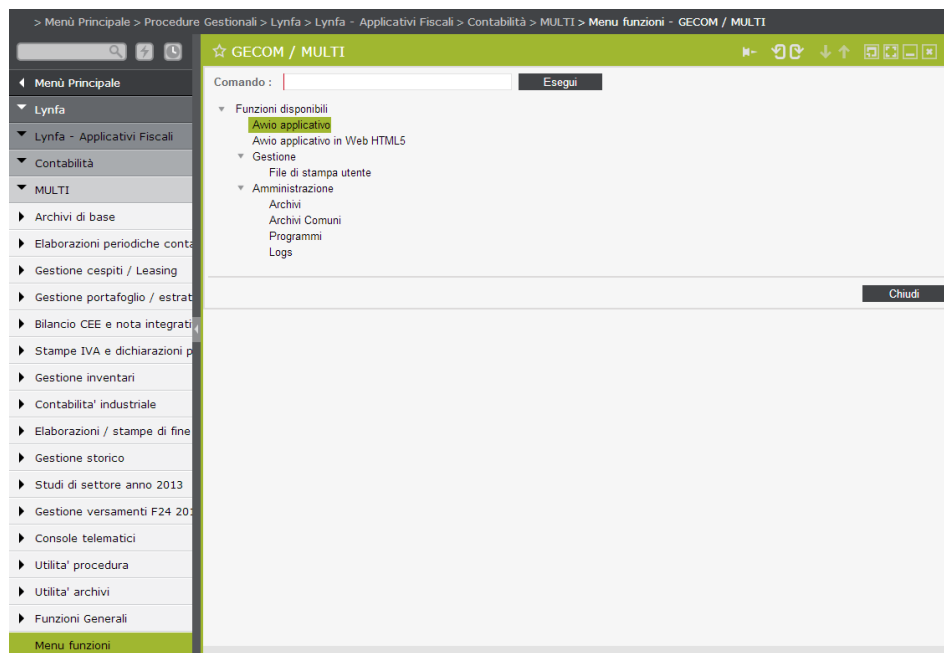 > Menù Principale > Procedure Gestionali > Lynfa > Lynfa - Applicativi Fiscali > Contabilità > MULTI > Menu funzioni - GECOM / MULTI
GECOM / MULTI
Menù Principale
Lynfa
Lynfa - Applicativi Fiscali
Contabilità
MULTI
Archivi di base
Elaborazioni periodiche conta
Gestione cespiti / Leasing
Gestione portafoglio / estrat
Bilancio CEE e nota integrati
Stampe IVA e dichiarazioni p
Gestione inventari
Contabilita' industriale
Elaborazioni / stampe di fine
Gestione storico
Studi di settore anno 2013
Gestione versamenti F24 201
Console telematici
Utilita' procedura
Utilita' archivi
Funzioni Generali
Menu funzioni
Comando :
Esegui
Funzioni disponibili
Avvio applicativo
Avvio applicativo in Web HTML5
Gestione
File di stampa utente
Amministrazione
Archivi
Archivi Comuni
Programmi
Logs
Chiudi